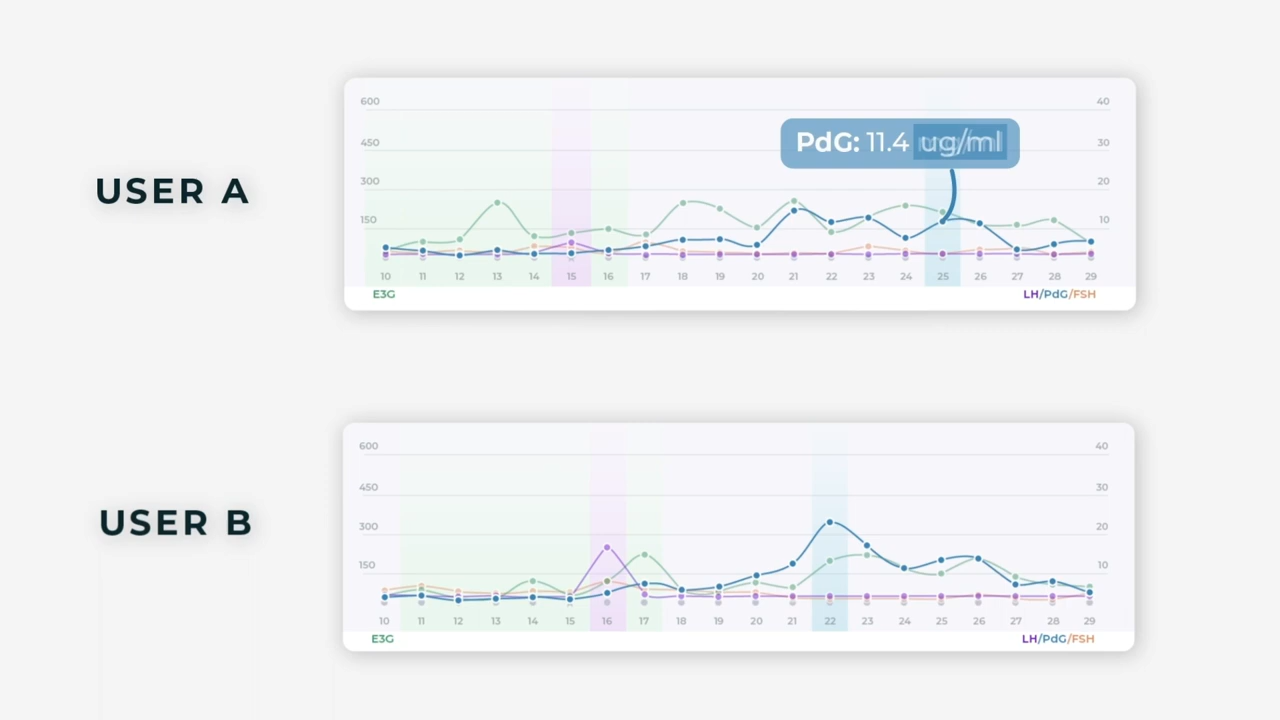 USER A
600 40
PdG: 11.4 ug/ml
450 30
300 20
150 10
10 11 12 13 14 15 16 17 18 19 20 21 22 23 24 25 26 27 28 29
E3G LH/PdG/FSH
USER B
600 40
450 30
300 20
150 10
10 11 12 13 14 15 16 17 18 19 20 21 22 23 24 25 26 27 28 29
E3G LH/PdG/FSH